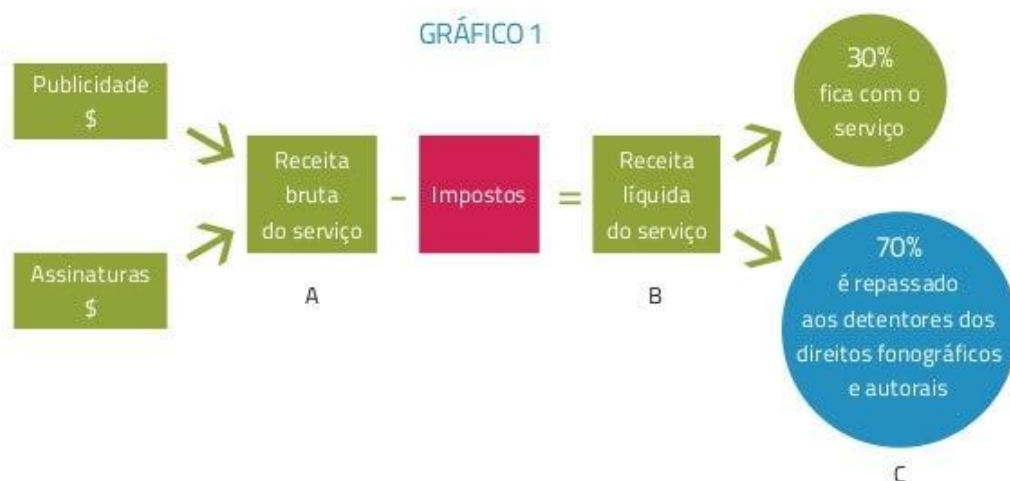 GRÁFICO 1
Publicidade
$
Assinaturas
$
Receita
bruta
do serviço
A
-
Impostos
=
Receita
líquida
do serviço
B
30%
fica com o
serviço
70%
é repassado
aos detentores dos
direitos fonográficos
e autorais
C